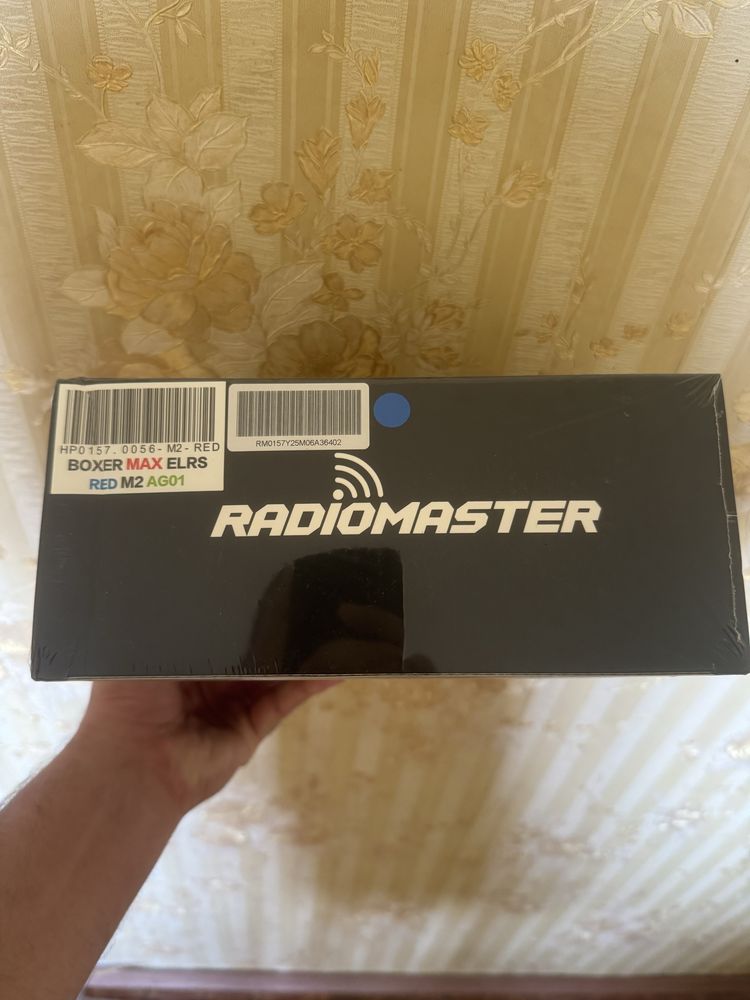 HP0157.0056-M2-RED
BOXER MAX ELRS
RED M2 AG01
RM0157Y25M06A36402
RADIOMASTER